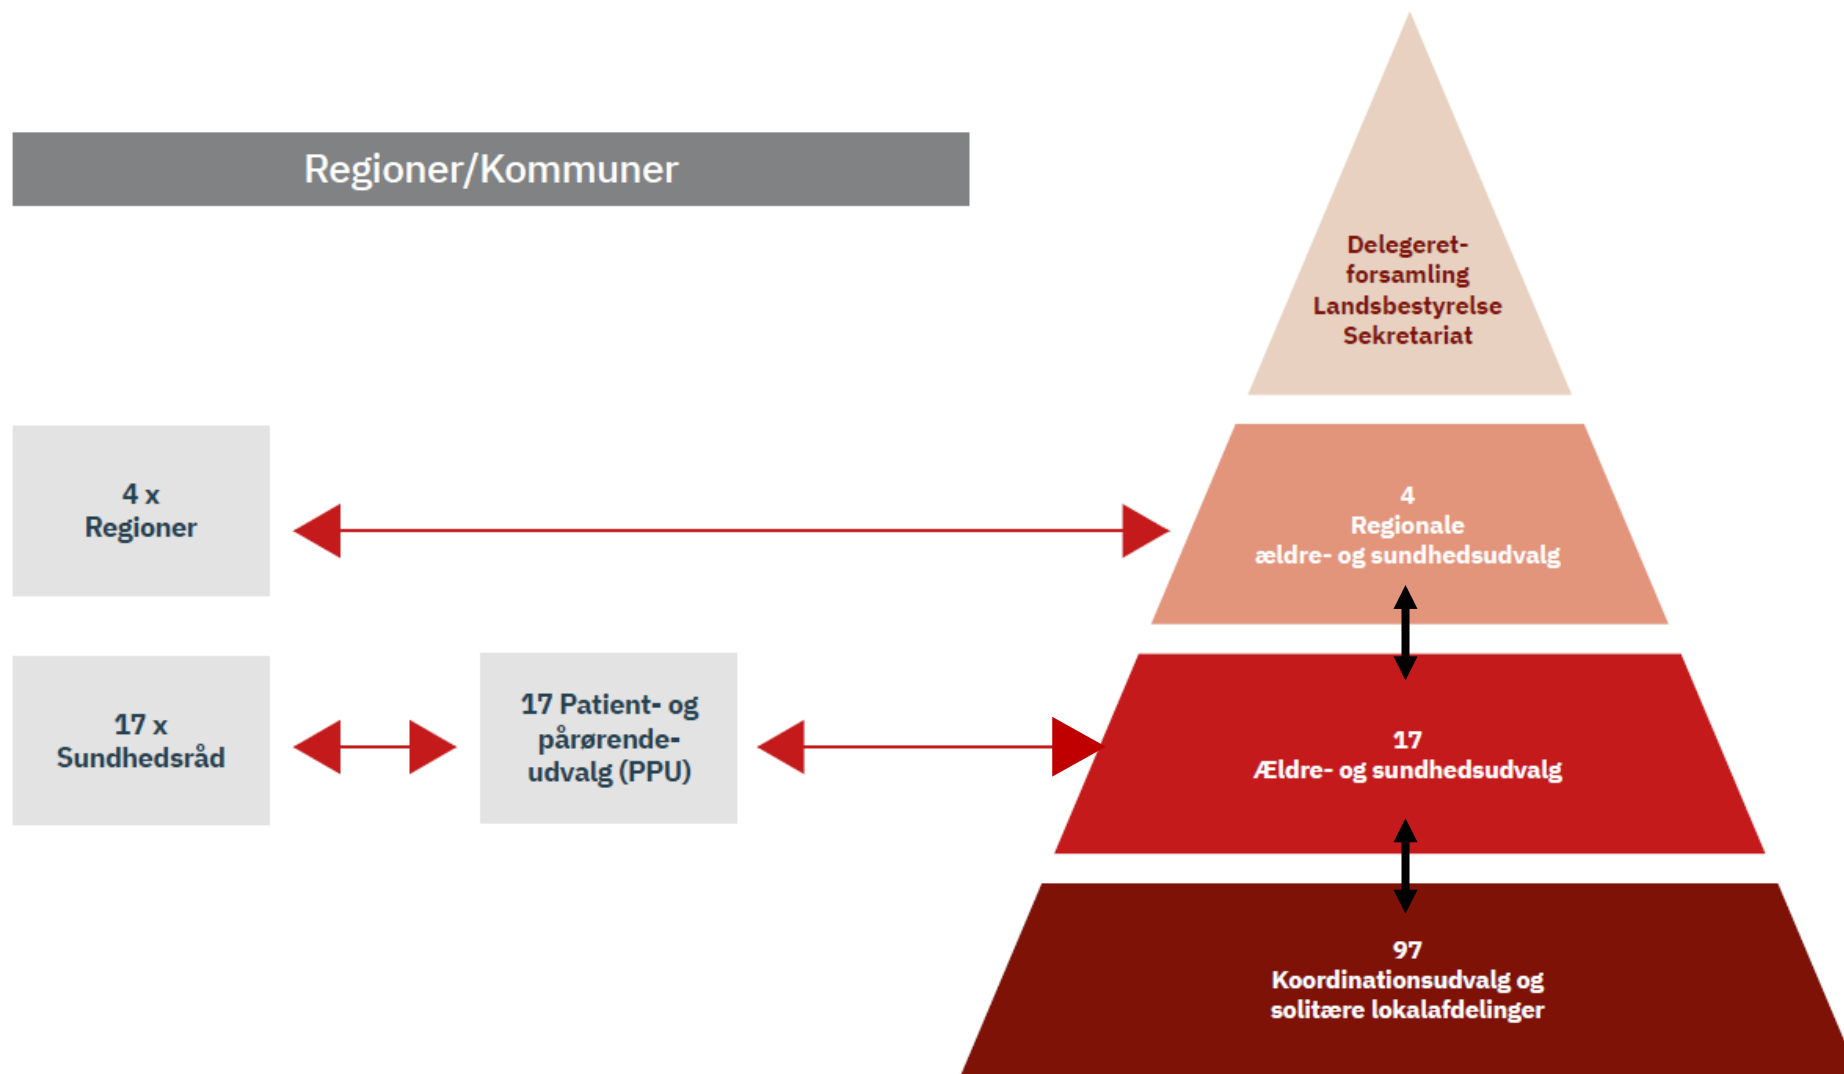 Regioner/Kommuner
Delegeret-
forsamling
Landsbestyrelse
Sekretariat
4 x
Regioner
4
Regionale
ældre- og sundhedsudvalg
17 x
Sundhedsråd
17 Patient- og
pårørende-
udvalg (PPU)
17
Ældre- og sundhedsudvalg
97
Koordinationsudvalg og
solitære lokalafdelinger